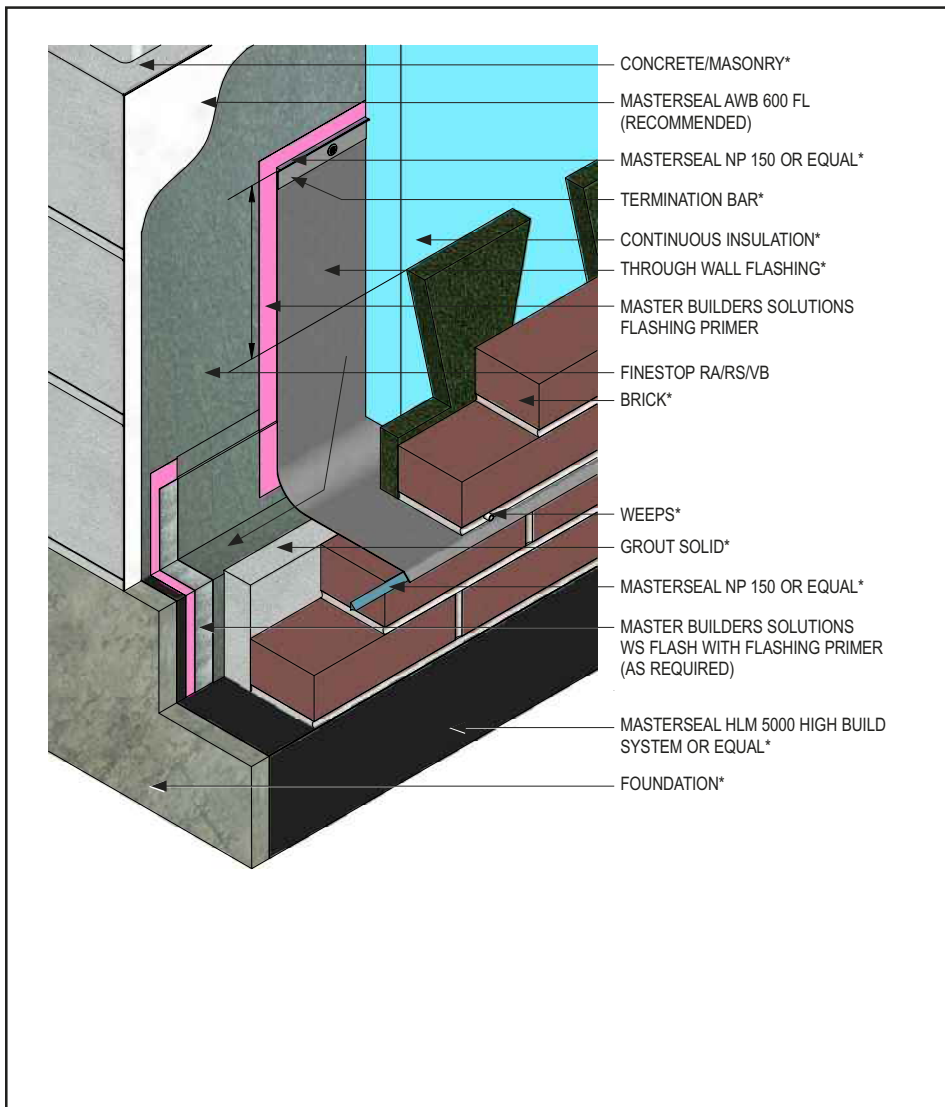 CONCRETE/MASONRY*
MASTERSEAL AWB 600 FL
(RECOMMENDED)
MASTERSEAL NP 150 OR EQUAL*
TERMINATION BAR*
CONTINUOUS INSULATION*
THROUGH WALL FLASHING*
MASTER BUILDERS SOLUTIONS
FLASHING PRIMER
FINESTOP RA/RS/VB
BRICK*
WEEPS*
GROUT SOLID*
MASTERSEAL NP 150 OR EQUAL*
MASTER BUILDERS SOLUTIONS
WS FLASH WITH FLASHING PRIMER
(AS REQUIRED)
MASTERSEAL HLM 5000 HIGH BUILD
SYSTEM OR EQUAL*
FOUNDATION*